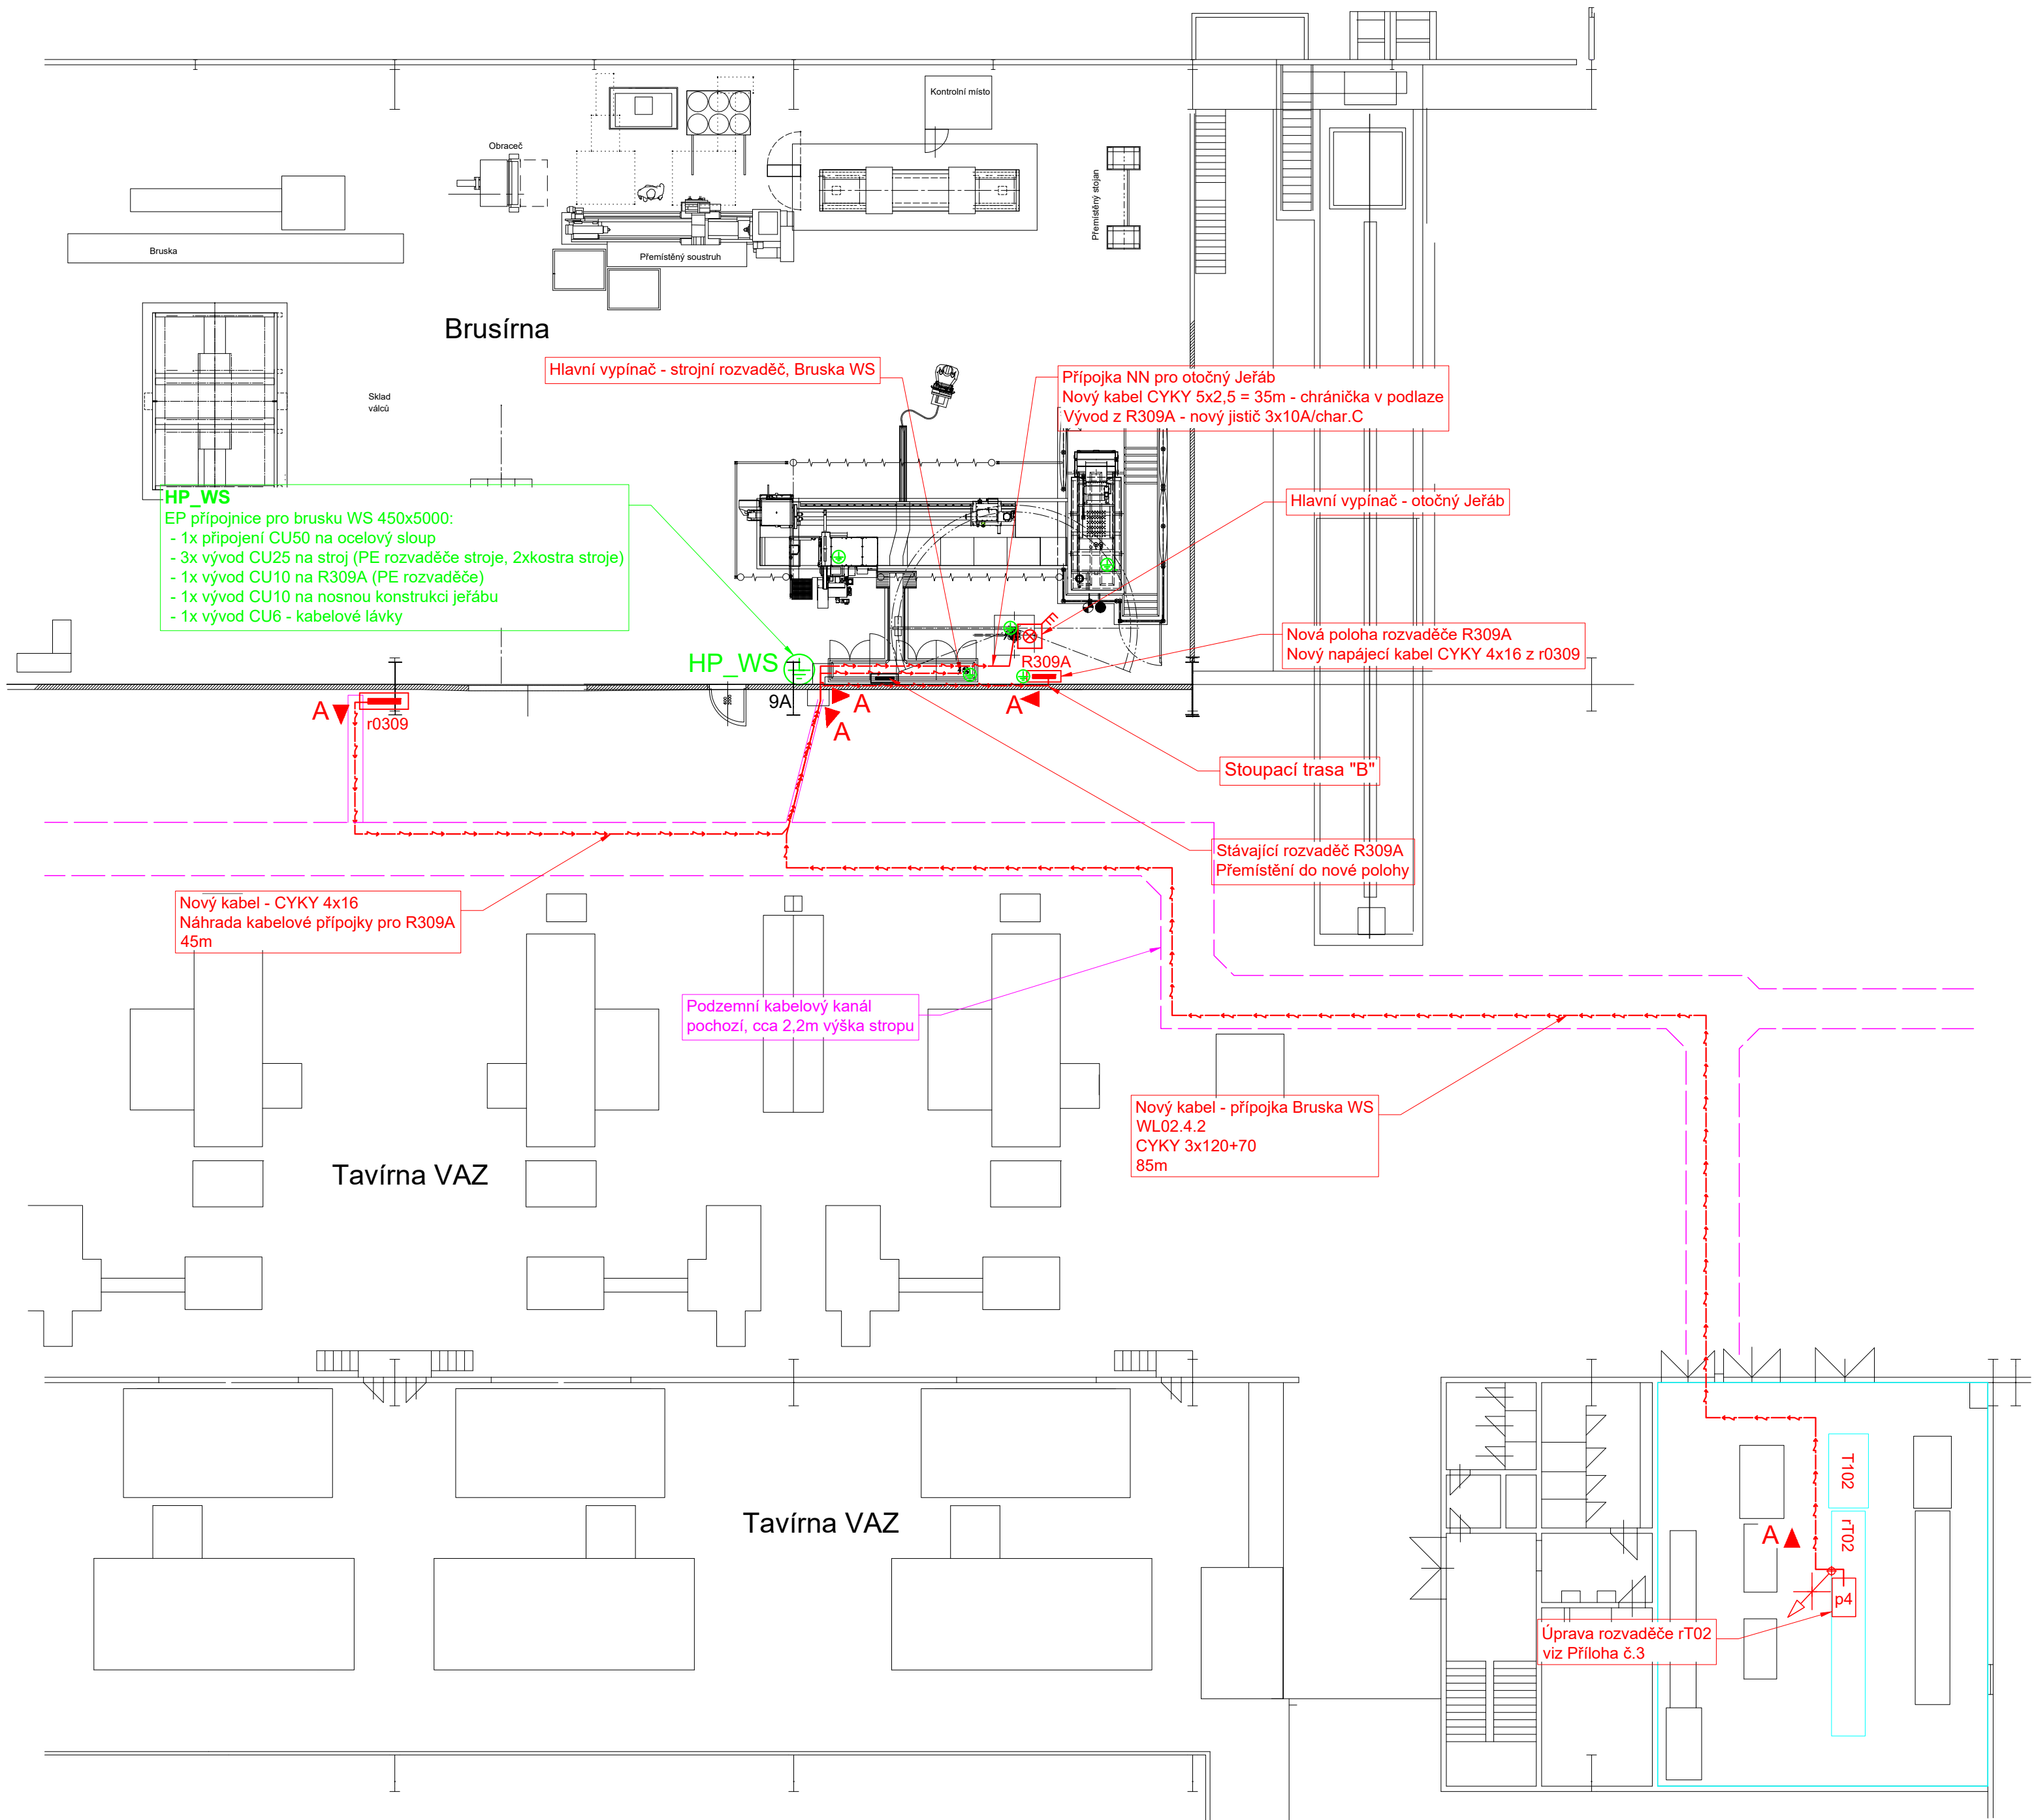 Kontrolní místo
Obraceč
Přemístěný stojan
Bruska
Přemístěný soustruh
Brusírna
Hlavní vypínač - strojní rozvaděč, Bruska WS
Přípojka NN pro otočný Jeřáb
Nový kabel CYKY 5x2,5 = 35m - chránička v podlaze
Vývod z R309A - nový jistič 3x10A/char.C
Sklad
válců
HP_WS
EP přípojnice pro brusku WS 450x5000:
- 1x připojení CU50 na ocelový sloup
- 3x vývod CU25 na stroj (PE rozvaděče stroje, 2xkostra stroje)
- 1x vývod CU10 na R309A (PE rozvaděče)
- 1x vývod CU10 na nosnou konstrukci jeřábu
- 1x vývod CU6 - kabelové lávky
Hlavní vypínač - otočný Jeřáb
Nová poloha rozvaděče R309A
Nový napájecí kabel CYKY 4x16 z r0309
HP_WS
R309A
9A
A
r0309
A
A
A
Stoupací trasa "B"
Stávající rozvaděč R309A
Přemístění do nové polohy
Nový kabel - CYKY 4x16
Náhrada kabelové přípojky pro R309A
45m
Podzemní kabelový kanál
pochozí, cca 2,2m výška stropu
Nový kabel - přípojka Bruska WS
WL02.4.2
CYKY 3x120+70
85m
Tavírna VAZ
Tavírna VAZ
T102
rT02
A
p4
Úprava rozvaděče rT02
viz Příloha č.3